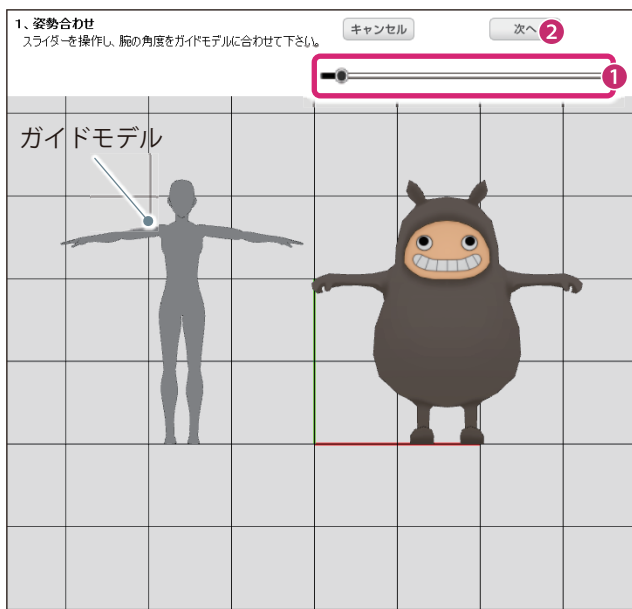 1、姿勢合わせ
スライダーを操作し、腕の角度をガイドモデルに合わせて下さい。
キャンセル
次へ
2
1
ガイドモデル